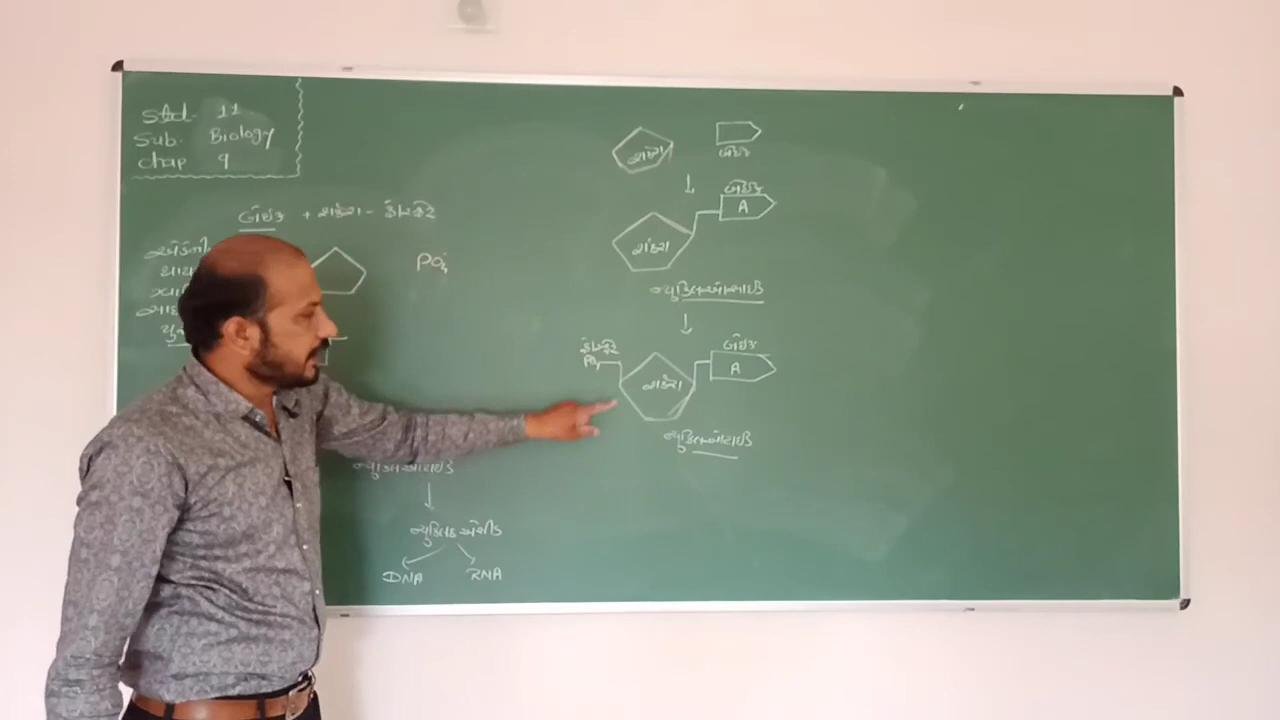 Std. 11
Sub. Biology
Chap 9
બેઇઝ + શર્કરા - ફોસ્ફેટ
PO₄
ન્યુક્લિઓટાઇડ
ન્યુક્લિક એસીડ
DNA RNA
શર્કરા બેઇઝ
બેઇઝ
A
શર્કરા
ન્યુક્લિઓસાઇડ
ફોસ્ફેટ બેઇઝ
PO₄ શર્કરા A
ન્યુક્લિઓટાઇડ